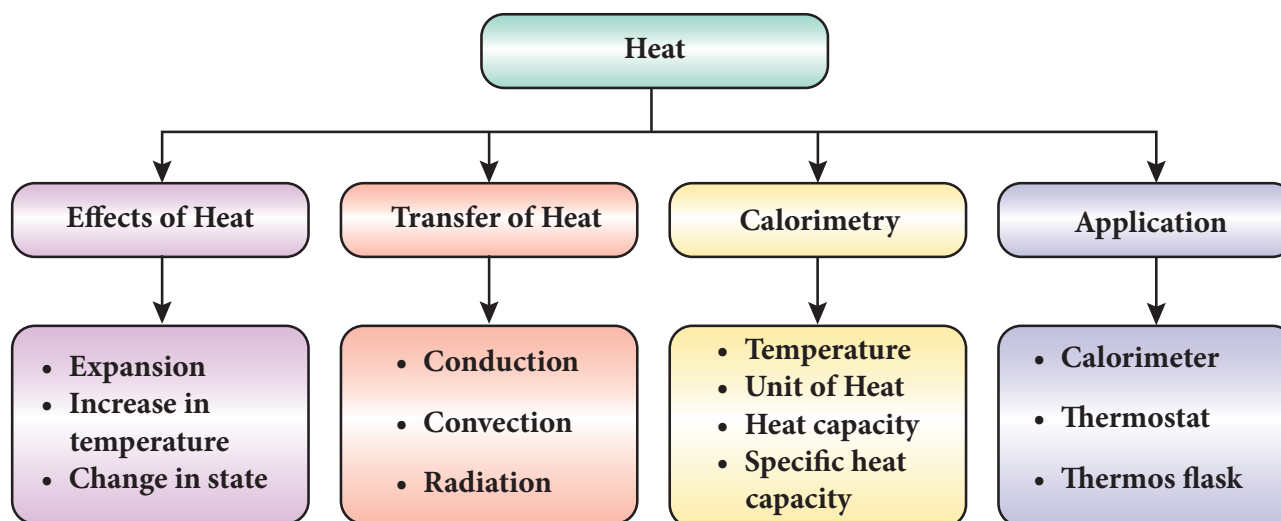 Heat
Effects of Heat
Transfer of Heat
Calorimetry
Application
• Expansion
• Increase in
temperature
• Change in state
• Conduction
• Convection
• Radiation
• Temperature
• Unit of Heat
• Heat capacity
• Specific heat
capacity
• Calorimeter
• Thermostat
• Thermos flask